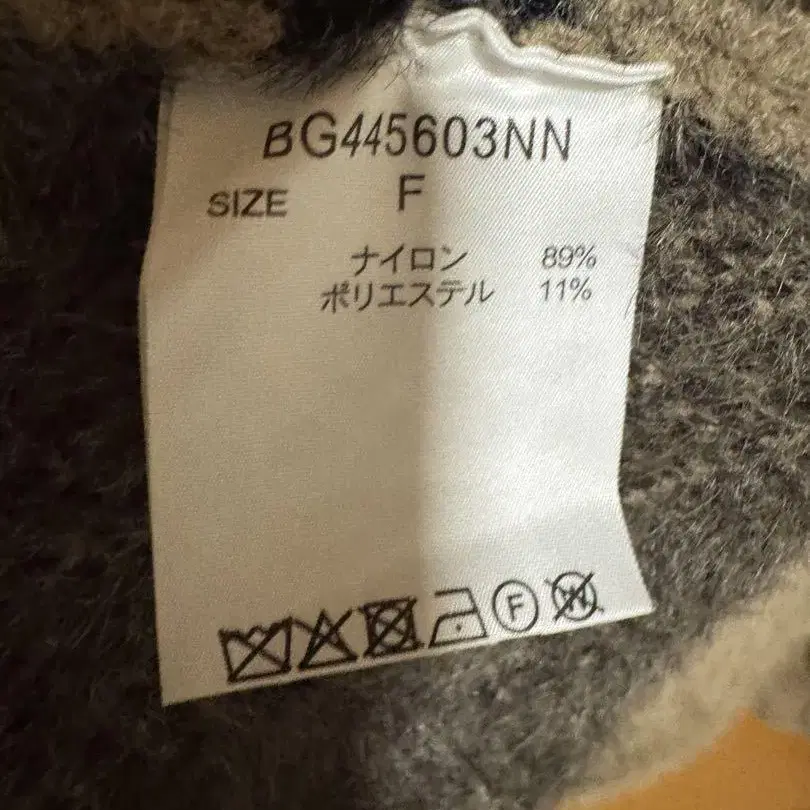 BG445603NN
SIZE F
ナイロン 89%
ポリエステル 11%
F W